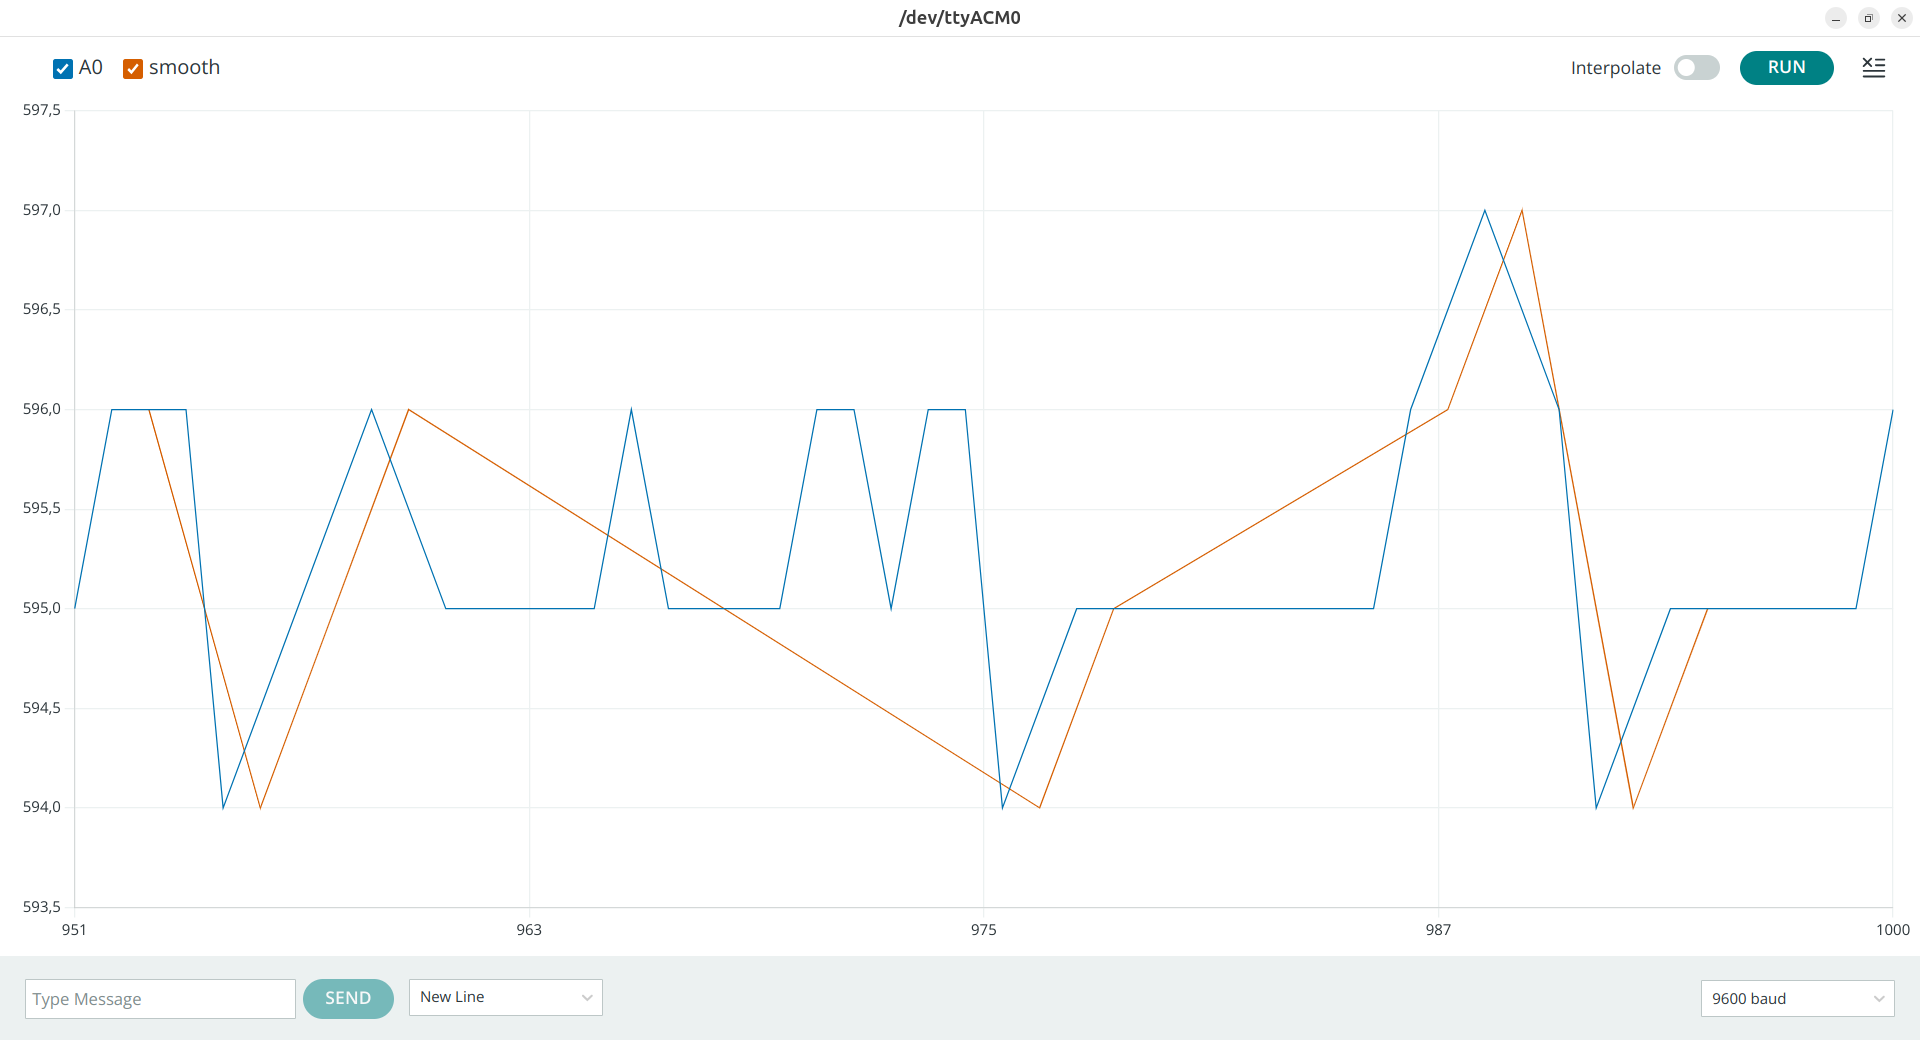 /dev/ttyACM0
A0 smooth Interpolate RUN
597,5
597,0
596,5
596,0
595,5
595,0
594,5
594,0
593,5
951 963 975 987 1000
Type Message SEND New Line 9600 baud